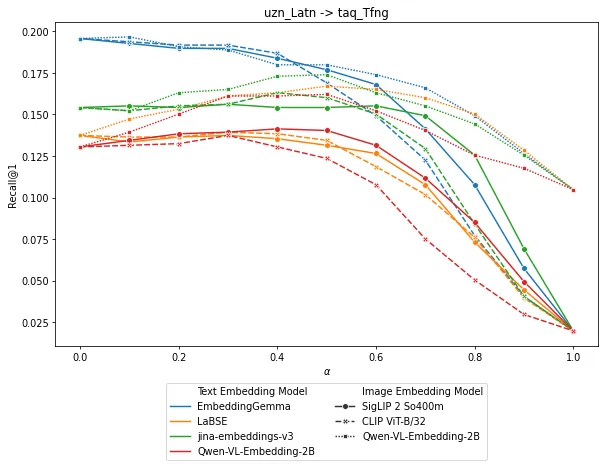 uzn_Latn -> taq_Tfng
0.200
0.175
0.150
0.125
0.100
0.075
0.050
0.025
Recall@1
0.0 0.2 0.4 0.6 0.8 1.0
α
Text Embedding Model Image Embedding Model
EmbeddingGemma SigLIP 2 So400m
LaBSE CLIP ViT-B/32
jina-embeddings-v3 Qwen-VL-Embedding-2B
Qwen-VL-Embedding-2B